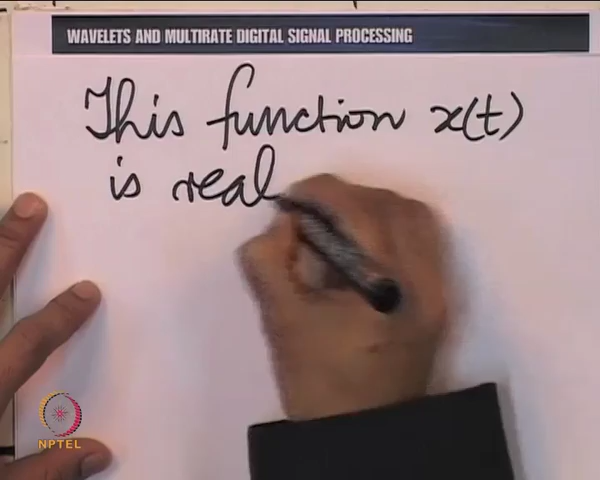 WAVELETS AND MULTIRATE DIGITAL SIGNAL PROCESSING
This function x(t)
is real
NPTEL